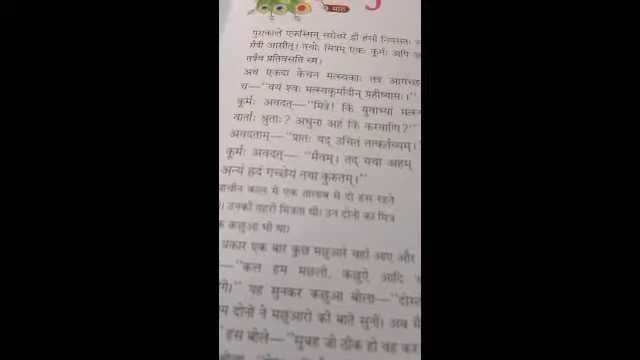 पाठ
पुराकाले एकस्मिन् सरोवरे द्वौ हंसौ निवसतः
मैत्री आसीत्। तयोः मित्रम् एकः कूर्मः अपि
तत्रैव प्रतिवसति स्म।
अथ एकदा केचन मत्स्यकाः तत्र आगच्छ
च—"वयं श्वः मत्स्यकूर्मादीन् ग्रहीष्यामः।"
कूर्मः अवदत्—"मित्रे! किं युवाभ्यां मत्स्य
वार्ताः श्रुताः? अधुना अहं किं करवाणि?"
अवदताम्—"प्रातः यद् उचितं तत्कर्तव्यम्।
कूर्मः अवदत्— "मैवम्। तद् यथा अहम्
अन्यं हृदं गच्छेयं तथा कुरुतम्।"
प्राचीन काल में एक तालाब में दो हंस रहते
। उनकी गहरी मित्रता थी। उन दोनों का मित्र
क कछुआ भी था।
प्रकार एक बार कुछ मछुआरे वहाँ आए और
—"कल हम मछली, कछुऐ आदि
गे।" यह सुनकर कछुआ बोला—"दोस्
म दोनों ने मछुआरो की बातें सुनीं। अब मैं
हंस बोले—"सुबह जो ठीक हो वह कर